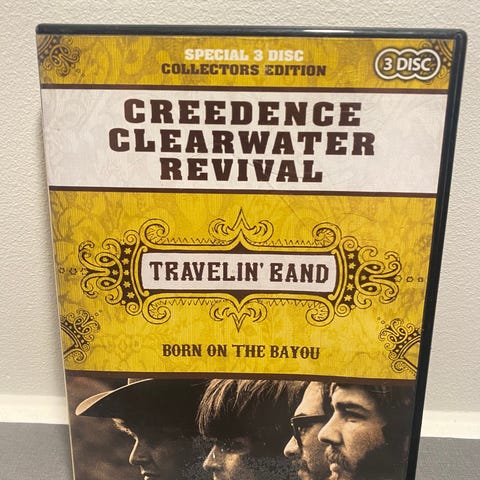 SPECIAL 3 DISC
COLLECTORS EDITION
3 DISC
CREEDENCE
CLEARWATER
REVIVAL
TRAVELIN' BAND
BORN ON THE BAYOU